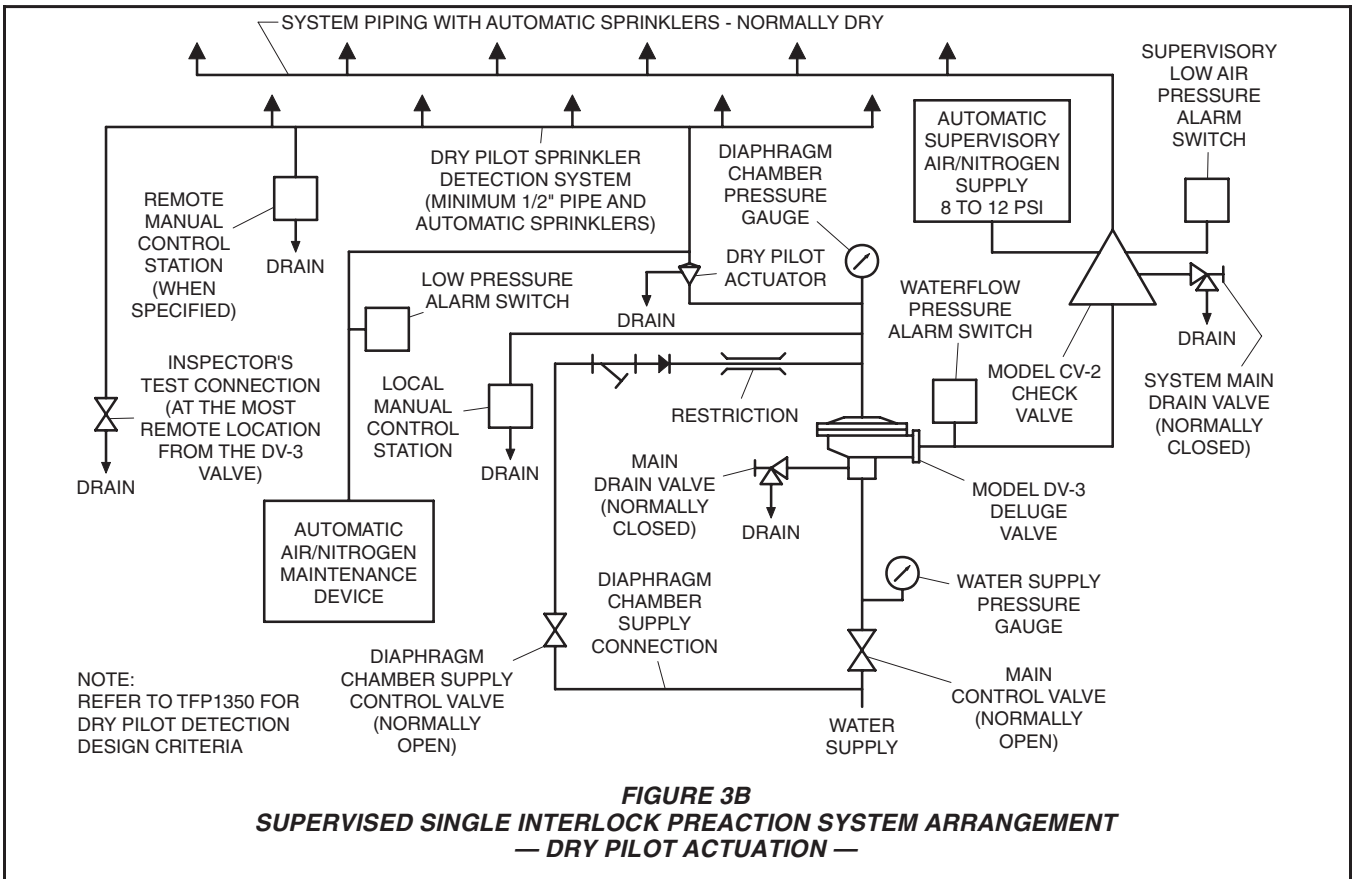 SYSTEM PIPING WITH AUTOMATIC SPRINKLERS - NORMALLY DRY
SUPERVISORY
LOW AIR
PRESSURE
ALARM
SWITCH
AUTOMATIC
SUPERVISORY
AIR/NITROGEN
SUPPLY
8 TO 12 PSI
DRY PILOT SPRINKLER
DETECTION SYSTEM
(MINIMUM 1/2" PIPE AND
AUTOMATIC SPRINKLERS)
DIAPHRAGM
CHAMBER
PRESSURE
GAUGE
REMOTE
MANUAL
CONTROL
STATION
(WHEN
SPECIFIED)
DRAIN
LOW PRESSURE
ALARM SWITCH
DRY PILOT
ACTUATOR
DRAIN
WATERFLOW
PRESSURE
ALARM SWITCH
DRAIN
INSPECTOR'S
TEST CONNECTION
(AT THE MOST
REMOTE LOCATION
FROM THE DV-3
VALVE)
DRAIN
LOCAL
MANUAL
CONTROL
STATION
DRAIN
RESTRICTION
MODEL CV-2
CHECK
VALVE
SYSTEM MAIN
DRAIN VALVE
(NORMALLY
CLOSED)
MAIN
DRAIN VALVE
(NORMALLY
CLOSED)
DRAIN
MODEL DV-3
DELUGE
VALVE
AUTOMATIC
AIR/NITROGEN
MAINTENANCE
DEVICE
DIAPHRAGM
CHAMBER
SUPPLY
CONNECTION
WATER SUPPLY
PRESSURE
GAUGE
NOTE:
REFER TO TFP1350 FOR
DRY PILOT DETECTION
DESIGN CRITERIA
DIAPHRAGM
CHAMBER SUPPLY
CONTROL VALVE
(NORMALLY
OPEN)
WATER
SUPPLY
MAIN
CONTROL VALVE
(NORMALLY
OPEN)
FIGURE 3B
SUPERVISED SINGLE INTERLOCK PREACTION SYSTEM ARRANGEMENT
— DRY PILOT ACTUATION —